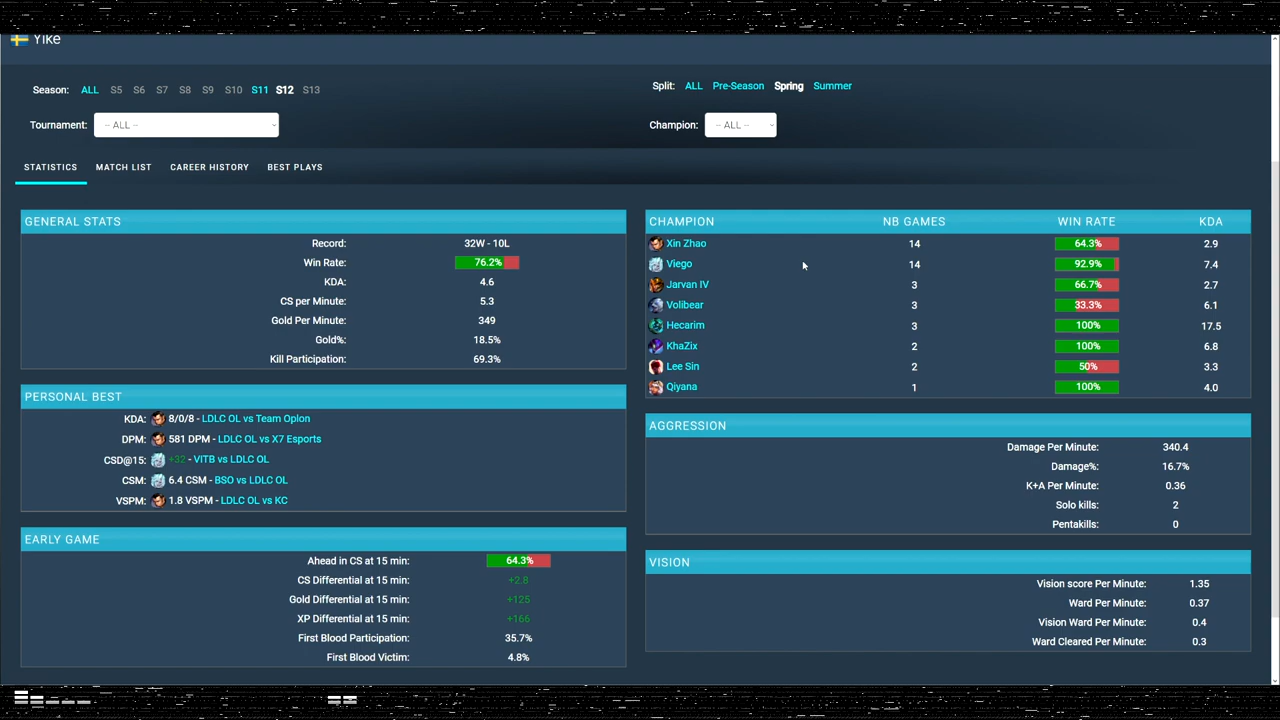 Yike
Season: ALL S5 S6 S7 S8 S9 S10 S11 S12 S13
Split: ALL Pre-Season Spring Summer
Tournament: -- ALL --
Champion: -- ALL --
STATISTICS MATCH LIST CAREER HISTORY BEST PLAYS
GENERAL STATS
Record: 32W - 10L
Win Rate: 76.2%
KDA: 4.6
CS per Minute: 5.3
Gold Per Minute: 349
Gold%: 18.5%
Kill Participation: 69.3%
PERSONAL BEST
KDA: 8/0/8 - LDLC OL vs Team Oplon
DPM: 581 DPM - LDLC OL vs X7 Esports
CSD@15: +32 - VITB vs LDLC OL
CSM: 6.4 CSM - BSO vs LDLC OL
VSPM: 1.8 VSPM - LDLC OL vs KC
EARLY GAME
Ahead in CS at 15 min: 64.3%
CS Differential at 15 min: +2.8
Gold Differential at 15 min: +125
XP Differential at 15 min: +166
First Blood Participation: 35.7%
First Blood Victim: 4.8%
CHAMPION NB GAMES WIN RATE KDA
Xin Zhao 14 64.3% 2.9
Viego 14 92.9% 7.4
Jarvan IV 3 66.7% 2.7
Volibear 3 33.3% 6.1
Hecarim 3 100% 17.5
KhaZix 2 100% 6.8
Lee Sin 2 50% 3.3
Qiyana 1 100% 4.0
AGGRESSION
Damage Per Minute: 340.4
Damage%: 16.7%
K+A Per Minute: 0.36
Solo kills: 2
Pentakills: 0
VISION
Vision score Per Minute: 1.35
Ward Per Minute: 0.37
Vision Ward Per Minute: 0.4
Ward Cleared Per Minute: 0.3